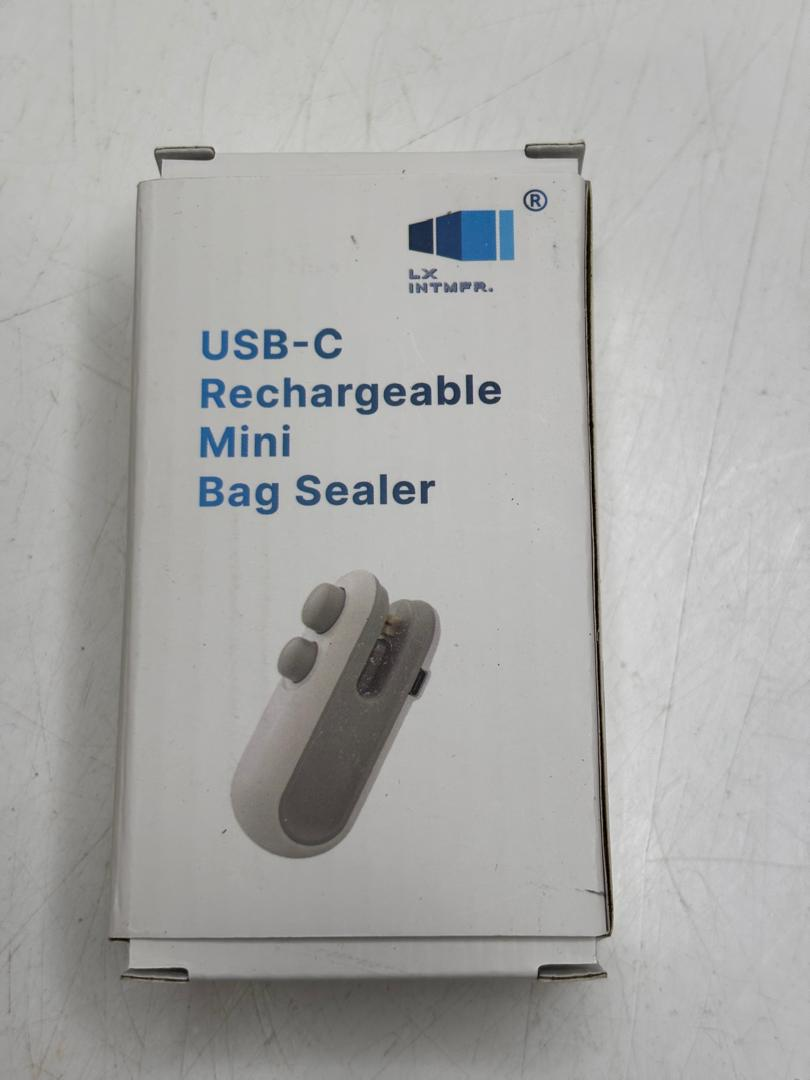 ®
LX
INTMFR.
USB-C
Rechargeable
Mini
Bag Sealer